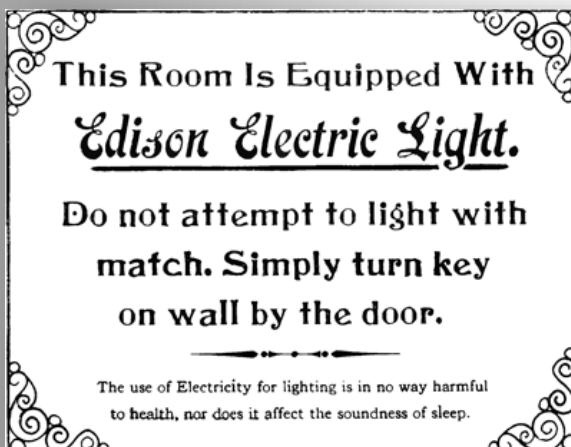 This Room Is Equipped With
Edison Electric Light.
Do not attempt to light with
match. Simply turn key
on wall by the door.
The use of Electricity for lighting is in no way harmful
to health, nor does it affect the soundness of sleep.